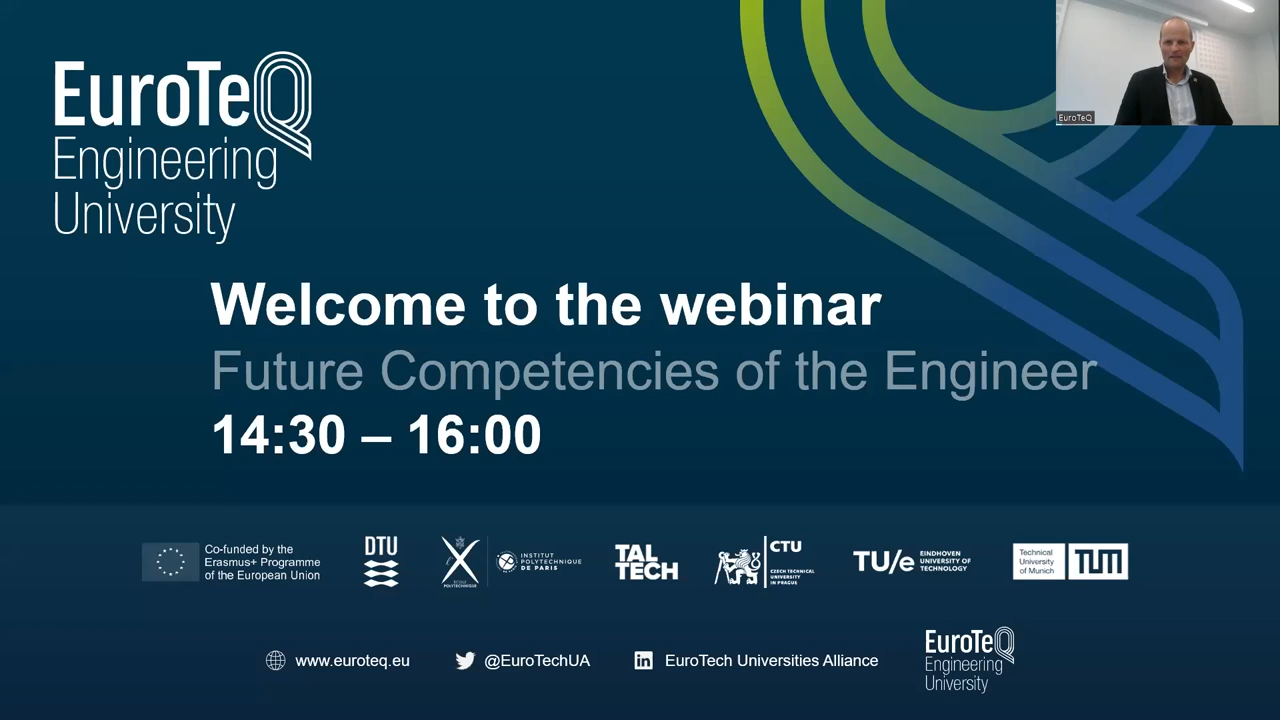 EuroTeQ
Engineering
University
EuroTeQ
Welcome to the webinar
Future Competencies of the Engineer
14:30 – 16:00
Co-funded by the
Erasmus+ Programme
of the European Union
DTU
ÉCOLE
POLYTECHNIQUE
INSTITUT
POLYTECHNIQUE
DE PARIS
TAL
TECH
CTU
CZECH TECHNICAL
UNIVERSITY
IN PRAGUE
TU/e
EINDHOVEN
UNIVERSITY OF
TECHNOLOGY
Technical
University
of Munich
TUM
www.euroteq.eu
@EuroTechUA
in
EuroTech Universities Alliance
EuroTeQ
Engineering
University